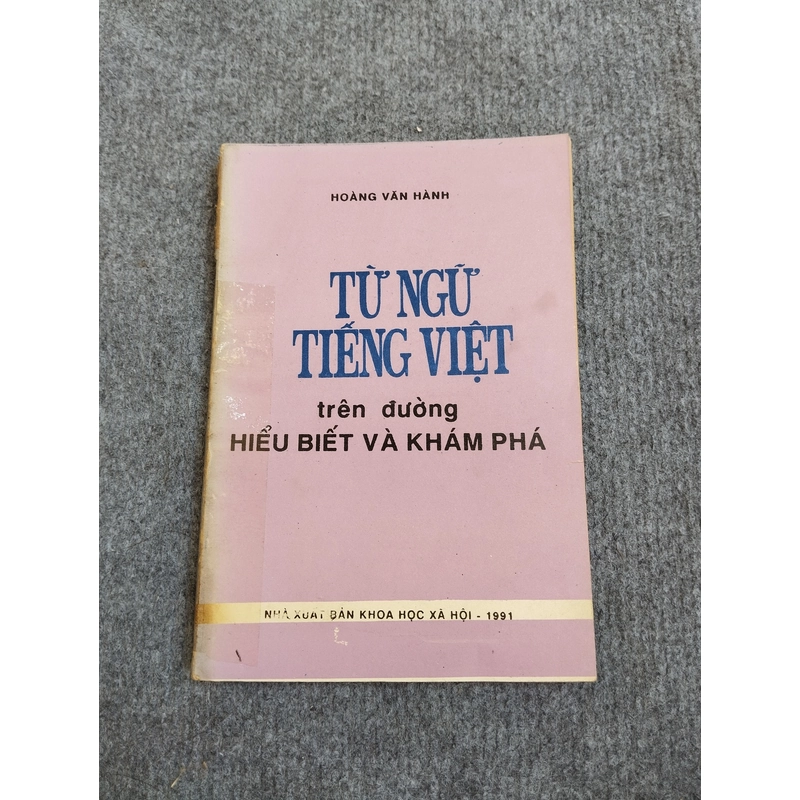 HOÀNG VĂN HÀNH
TỪ NGỮ
TIẾNG VIỆT
trên đường
HIỂU BIẾT VÀ KHÁM PHÁ
NHÀ XUẤT BẢN KHOA HỌC XÃ HỘI - 1991